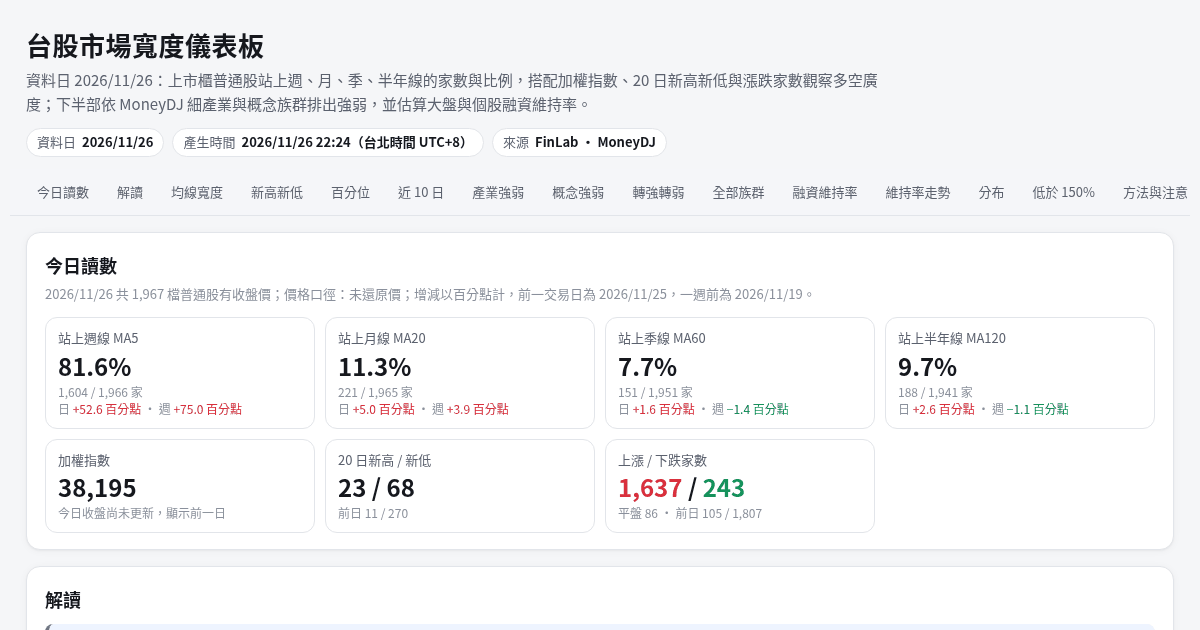 台股市場寬度儀表板
資料日 2026/11/26：上市櫃普通股站上週、月、季、半年線的家數與比例，搭配加權指數、20 日新高新低與漲跌家數觀察多空廣
度；下半部依 MoneyDJ 細產業與概念族群排出強弱，並估算大盤與個股融資維持率。
資料日 2026/11/26 產生時間 2026/11/26 22:24（台北時間 UTC+8） 來源 FinLab · MoneyDJ
今日讀數 解讀 均線寬度 新高新低 百分位 近 10 日 產業強弱 概念強弱 轉強轉弱 全部族群 融資維持率 維持率走勢 分布 低於 150% 方法與注意
今日讀數
2026/11/26 共 1,967 檔普通股有收盤價；價格口徑：未還原價；增減以百分點計，前一交易日為 2026/11/25，一週前為 2026/11/19。
站上週線 MA5
81.6%
1,604 / 1,966 家
日 +52.6 百分點 · 週 +75.0 百分點
站上月線 MA20
11.3%
221 / 1,965 家
日 +5.0 百分點 · 週 +3.9 百分點
站上季線 MA60
7.7%
151 / 1,951 家
日 +1.6 百分點 · 週 −1.4 百分點
站上半年線 MA120
9.7%
188 / 1,941 家
日 +2.6 百分點 · 週 −1.1 百分點
加權指數
38,195
今日收盤尚未更新，顯示前一日
20 日新高 / 新低
23 / 68
前日 11 / 270
上漲 / 下跌家數
1,637 / 243
平盤 86 · 前日 105 / 1,807
解讀